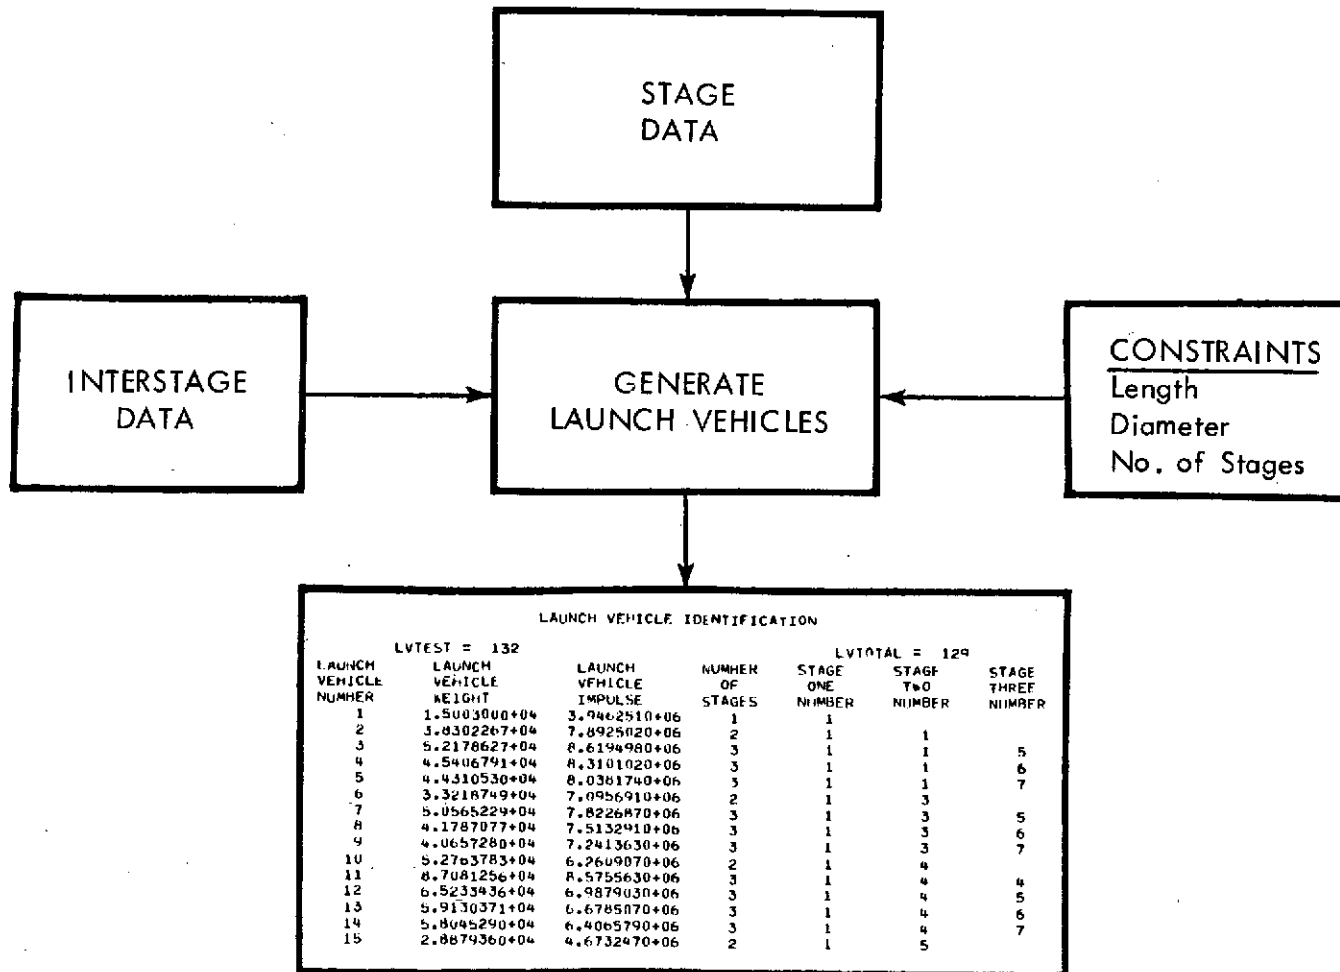 STAGE
DATA
INTERSTAGE
DATA
GENERATE
LAUNCH VEHICLES
CONSTRAINTS
Length
Diameter
No. of Stages
LAUNCH VEHICLE IDENTIFICATION
LVTEST = 132 LVTOTAL = 129
LAUNCH LAUNCH LAUNCH NUMBER STAGE STAGE STAGE
VEHICLE VEHICLE VEHICLE OF ONE TWO THREE
NUMBER WEIGHT IMPULSE STAGES NUMBER NUMBER NUMBER
1 1.5003000+04 3.9462510+06 1 1
2 3.8302267+04 7.8925020+06 2 1 1
3 5.2178627+04 8.6194980+06 3 1 1 5
4 4.5406791+04 8.3101020+06 3 1 1 6
5 4.4310530+04 8.0381740+06 3 1 1 7
6 3.3218749+04 7.0956910+06 2 1 3
7 5.0565229+04 7.8226870+06 3 1 3 5
8 4.1787077+04 7.5132910+06 3 1 3 6
9 4.0657280+04 7.2413630+06 3 1 3 7
10 5.2763783+04 6.2609070+06 2 1 4
11 8.7081256+04 8.5755630+06 3 1 4 4
12 6.5233436+04 6.9879030+06 3 1 4 5
13 5.9130371+04 6.6785070+06 3 1 4 6
14 5.8045290+04 6.4065790+06 3 1 4 7
15 2.8879360+04 4.6732470+06 2 1 5